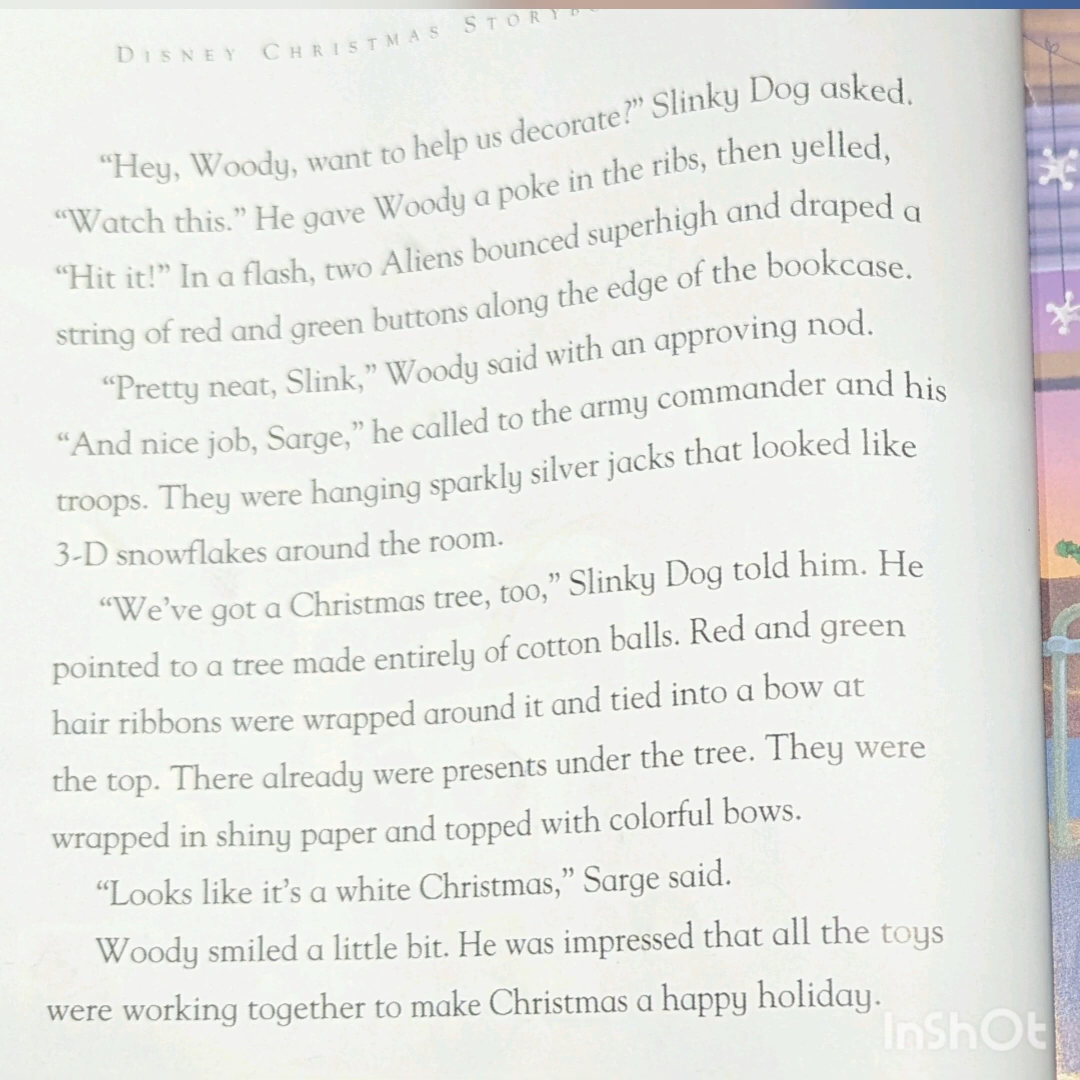 DISNEY CHRISTMAS STORYB
“Hey, Woody, want to help us decorate?” Slinky Dog asked.
“Watch this.” He gave Woody a poke in the ribs, then yelled,
“Hit it!” In a flash, two Aliens bounced superhigh and draped a
string of red and green buttons along the edge of the bookcase.
“Pretty neat, Slink,” Woody said with an approving nod.
“And nice job, Sarge,” he called to the army commander and his
troops. They were hanging sparkly silver jacks that looked like
3-D snowflakes around the room.
“We’ve got a Christmas tree, too,” Slinky Dog told him. He
pointed to a tree made entirely of cotton balls. Red and green
hair ribbons were wrapped around it and tied into a bow at
the top. There already were presents under the tree. They were
wrapped in shiny paper and topped with colorful bows.
“Looks like it’s a white Christmas,” Sarge said.
Woody smiled a little bit. He was impressed that all the toys
were working together to make Christmas a happy holiday.
InShOt